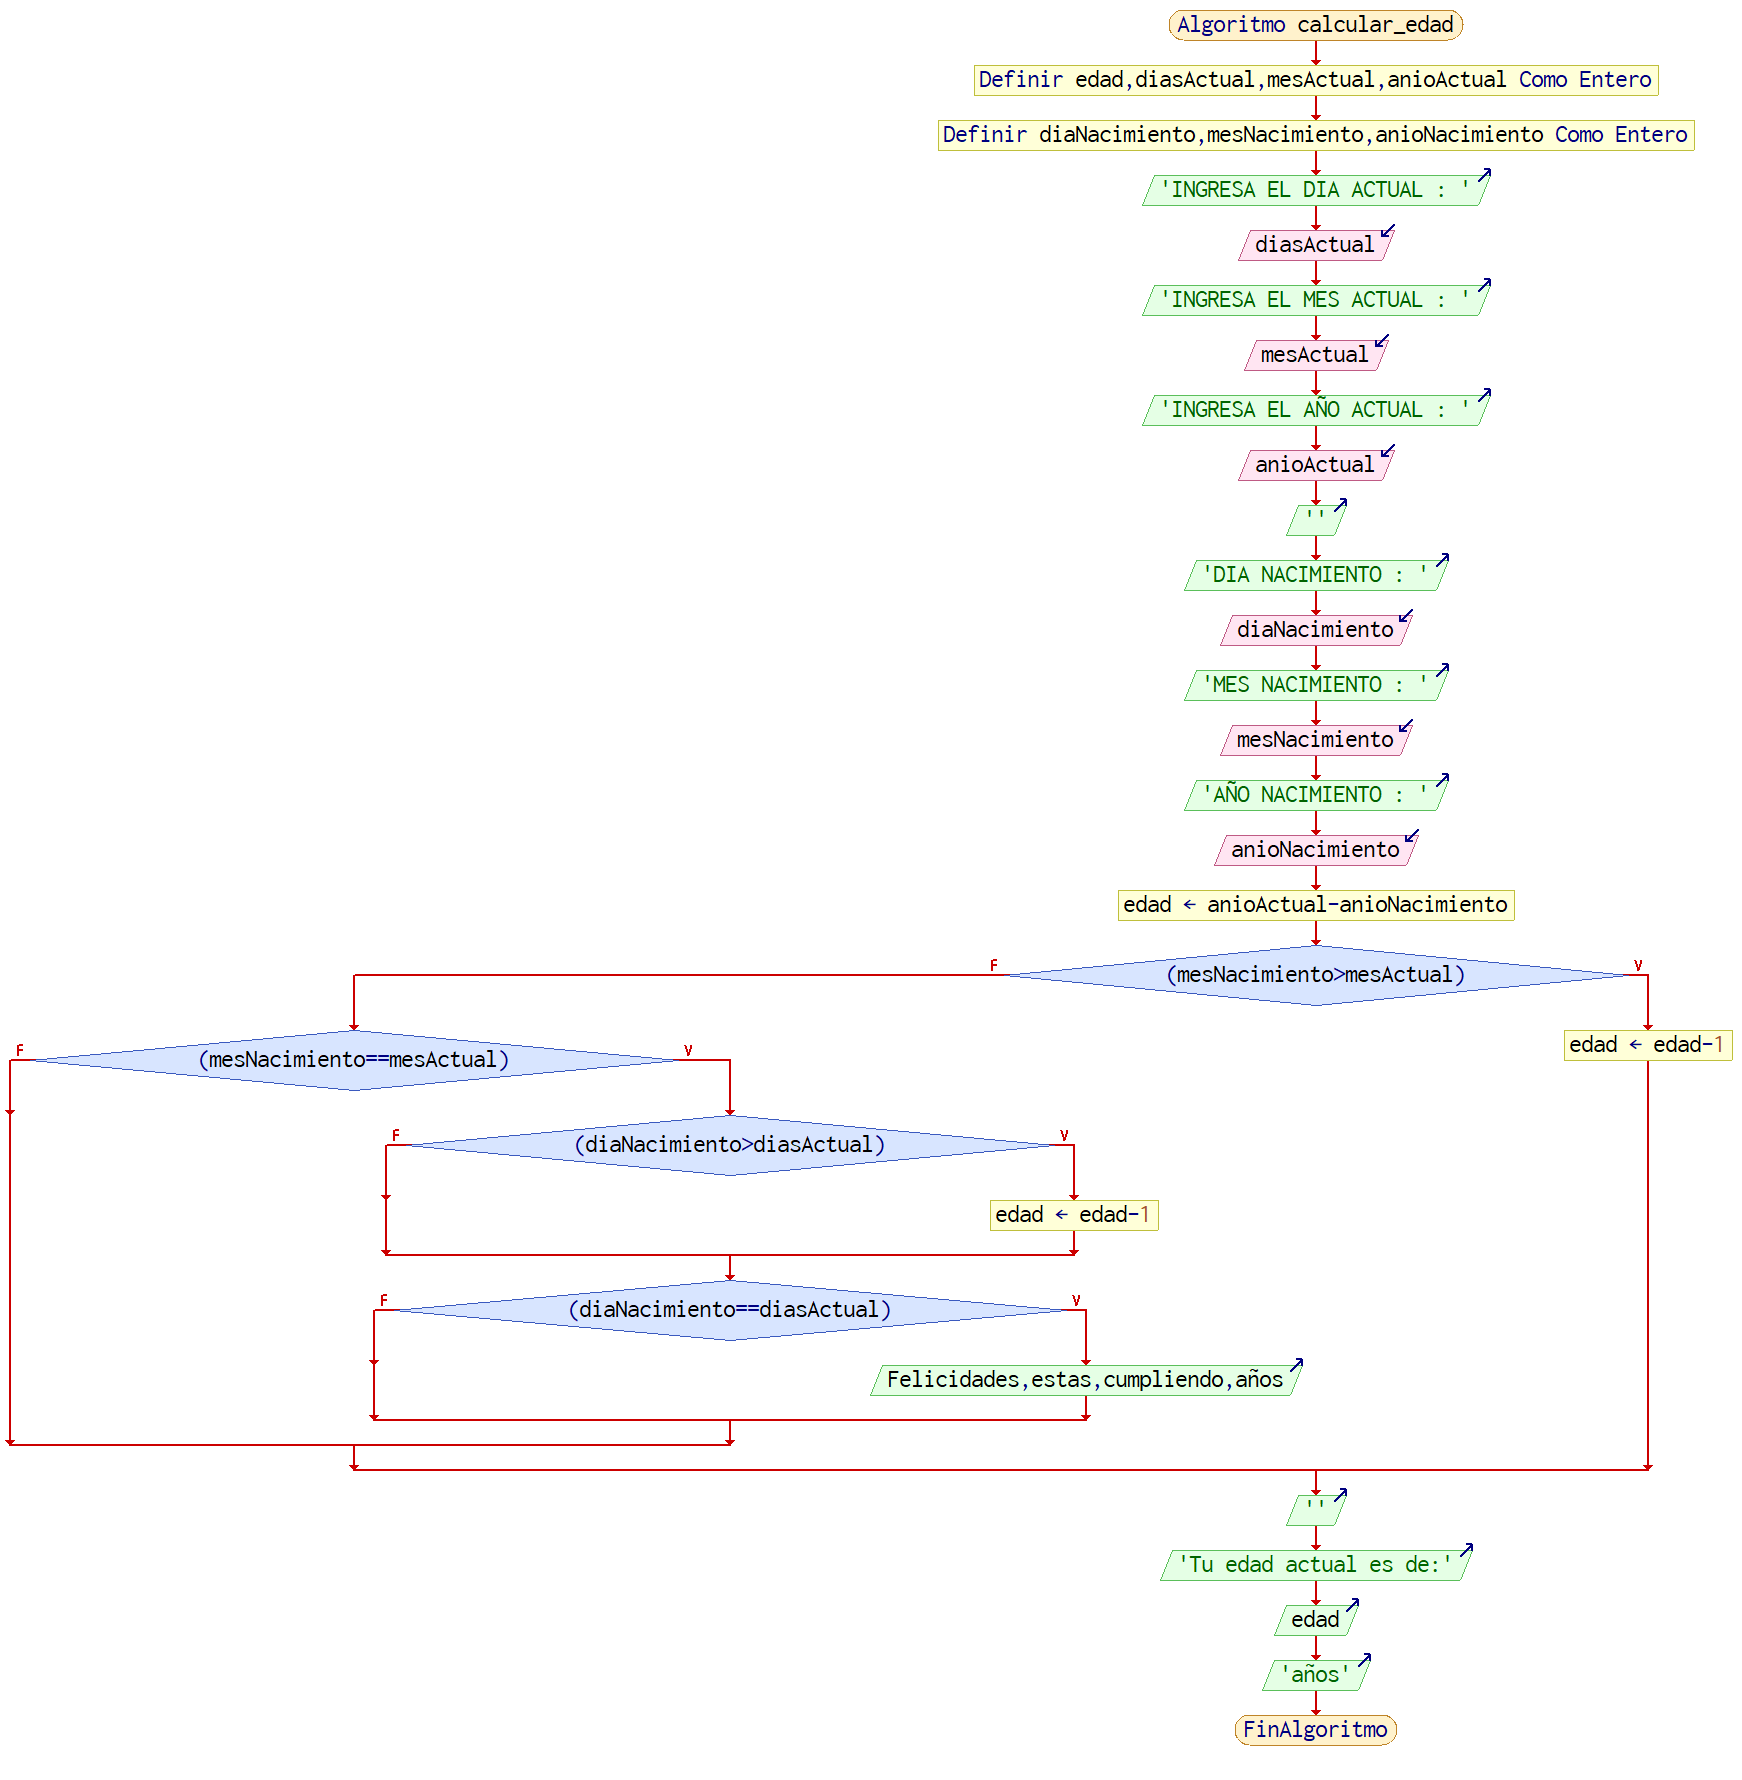 Algoritmo calcular_edad
Definir edad,diasActual,mesActual,anioActual Como Entero
Definir diaNacimiento,mesNacimiento,anioNacimiento Como Entero
'INGRESA EL DIA ACTUAL : '
diasActual
'INGRESA EL MES ACTUAL : '
mesActual
'INGRESA EL AÑO ACTUAL : '
anioActual
''
'DIA NACIMIENTO : '
diaNacimiento
'MES NACIMIENTO : '
mesNacimiento
'AÑO NACIMIENTO : '
anioNacimiento
edad ← anioActual-anioNacimiento
F
(mesNacimiento>mesActual)
V
F
(mesNacimiento==mesActual)
V
edad ← edad-1
F
(diaNacimiento>diasActual)
V
edad ← edad-1
F
(diaNacimiento==diasActual)
V
Felicidades,estas,cumpliendo,años
''
'Tu edad actual es de:'
edad
'años'
FinAlgoritmo